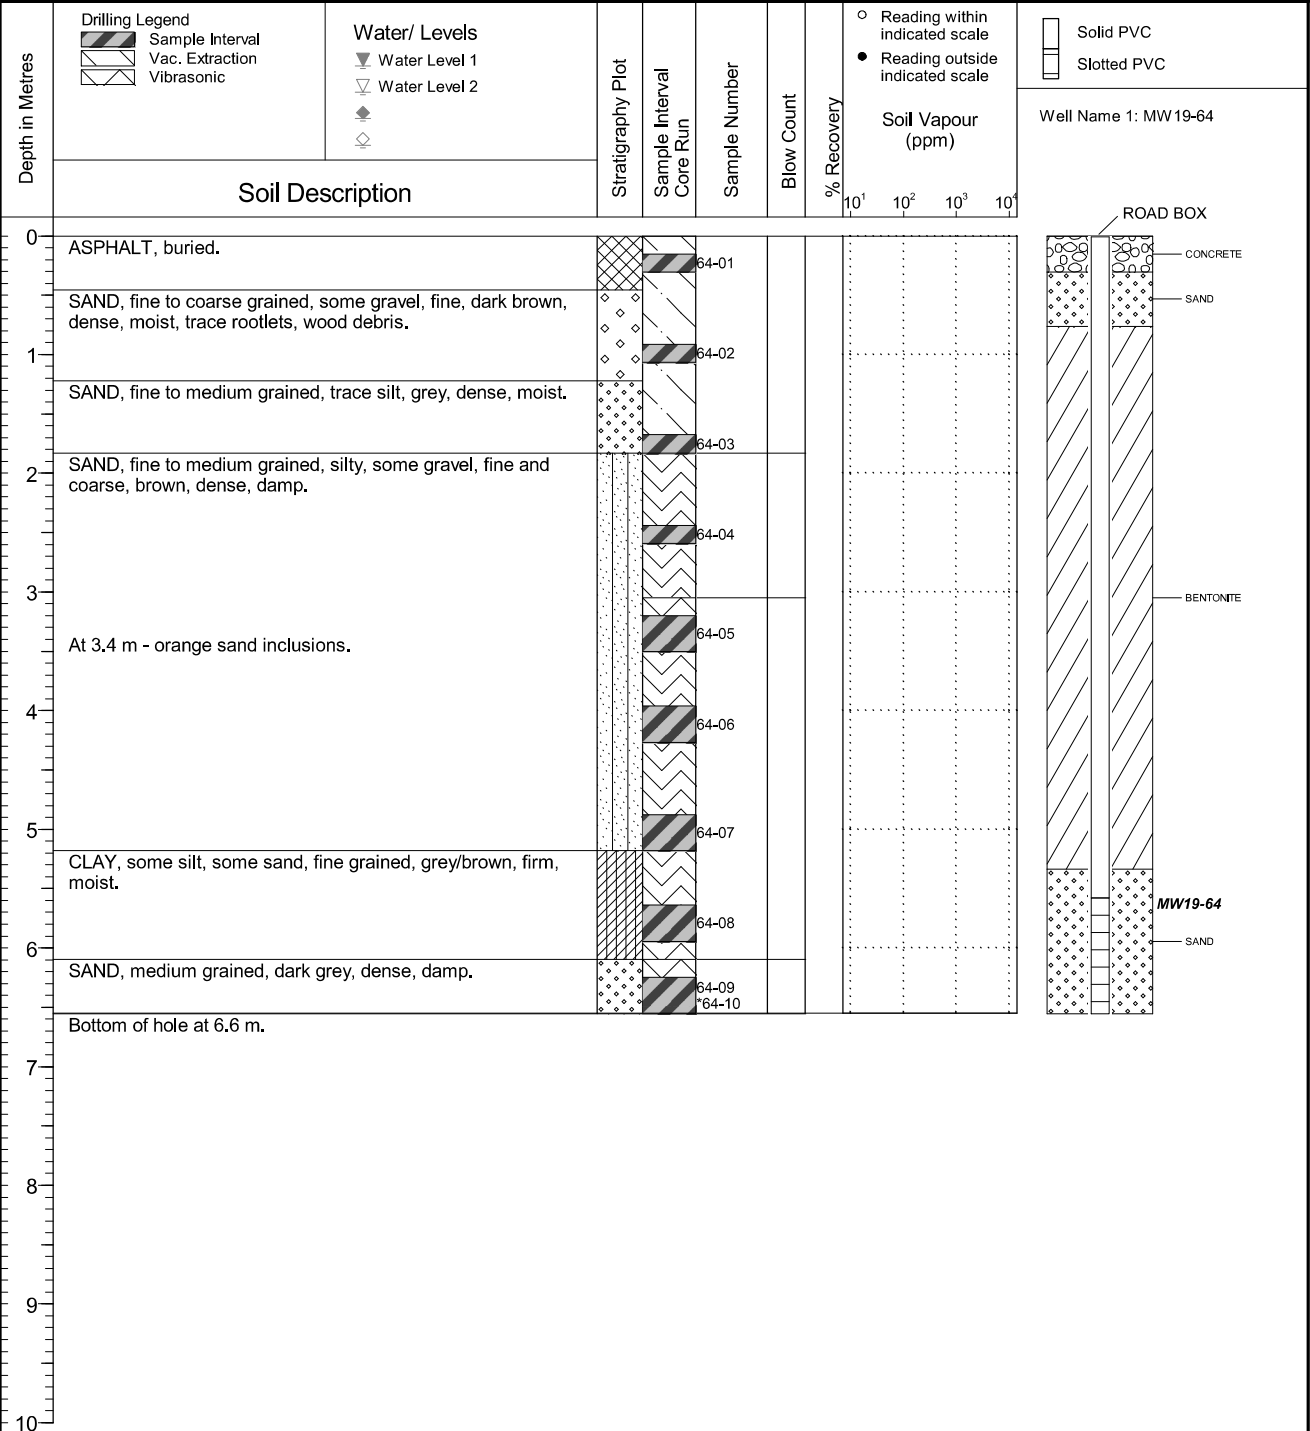 Depth in Metres
Drilling Legend
Sample Interval
Vac. Extraction
Vibrasonic
Water/ Levels
Water Level 1
Water Level 2
Soil Description
Stratigraphy Plot
Sample Interval
Core Run
Sample Number
Blow Count
% Recovery
Reading within
indicated scale
Reading outside
indicated scale
Soil Vapour
(ppm)
10¹ 10² 10³ 10⁴
Solid PVC
Slotted PVC
Well Name 1: MW19-64
ROAD BOX
0
ASPHALT, buried.
64-01
CONCRETE
SAND, fine to coarse grained, some gravel, fine, dark brown,
dense, moist, trace rootlets, wood debris.
SAND
1
64-02
SAND, fine to medium grained, trace silt, grey, dense, moist.
64-03
SAND, fine to medium grained, silty, some gravel, fine and
coarse, brown, dense, damp.
2
64-04
3
BENTONITE
64-05
At 3.4 m - orange sand inclusions.
4
64-06
5
64-07
CLAY, some silt, some sand, fine grained, grey/brown, firm,
moist.
MW19-64
64-08
SAND
6
SAND, medium grained, dark grey, dense, damp.
64-09
*64-10
Bottom of hole at 6.6 m.
7
8
9
10